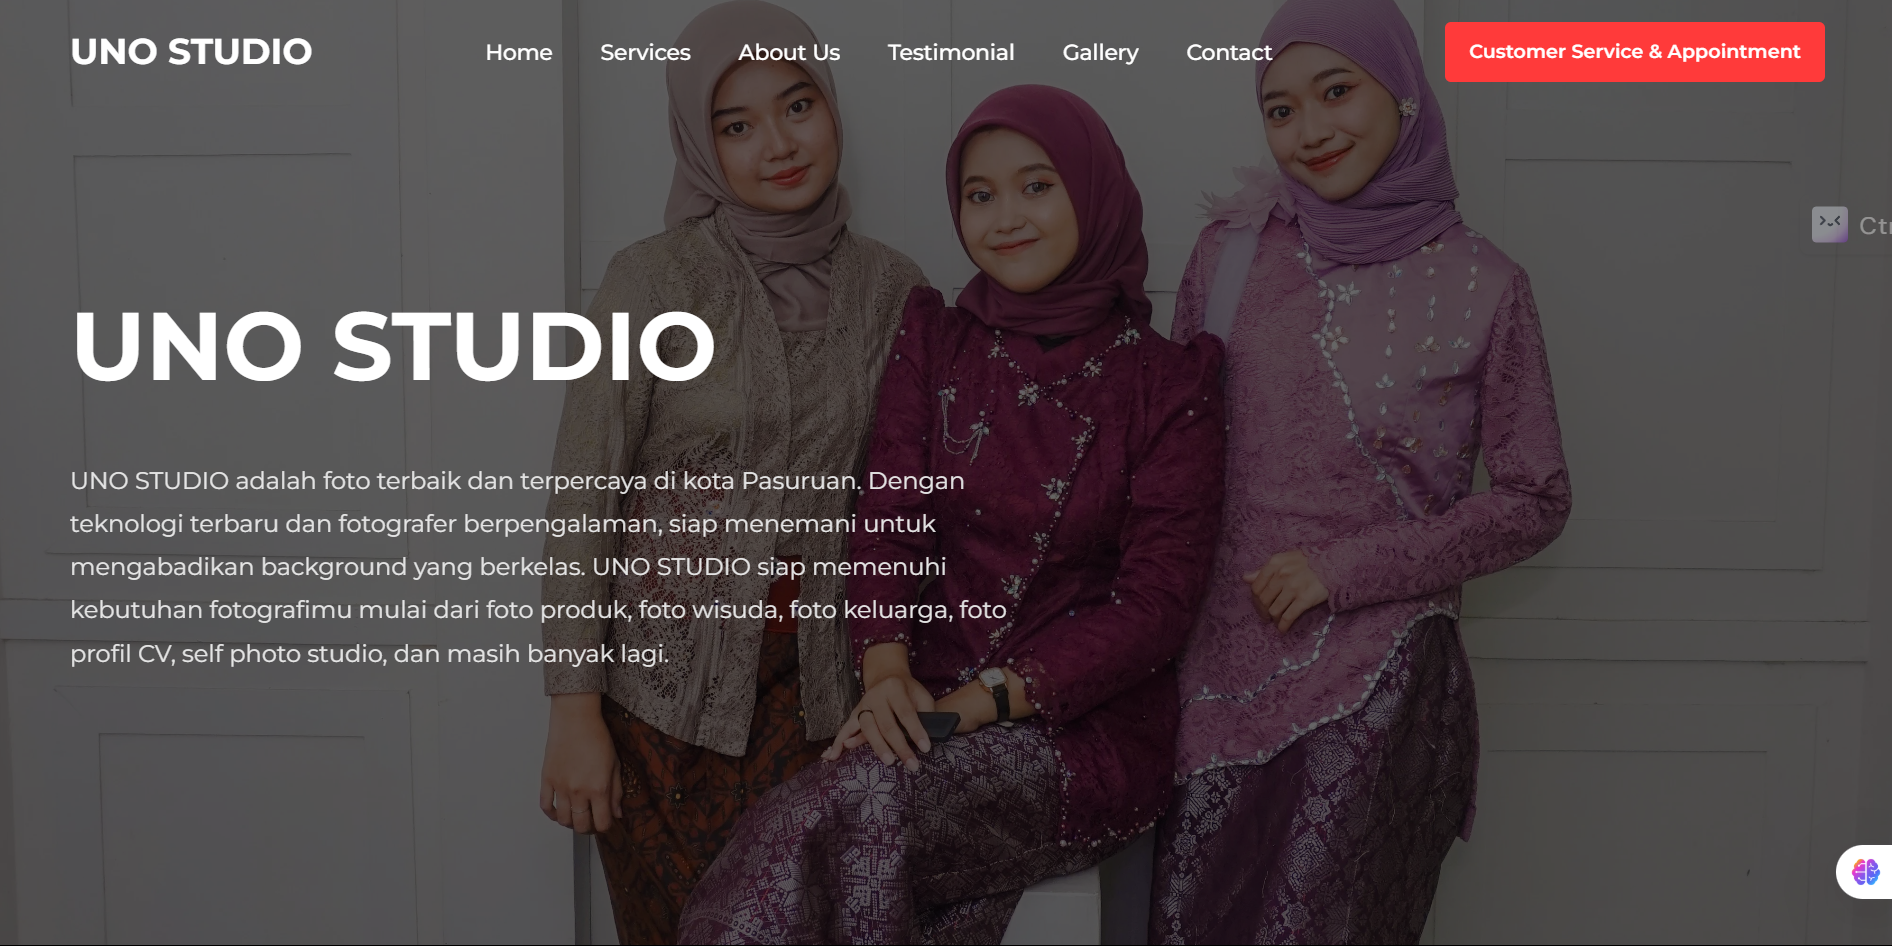 UNO STUDIO
Home Services About Us Testimonial Gallery Contact
Customer Service & Appointment
UNO STUDIO
UNO STUDIO adalah foto terbaik dan terpercaya di kota Pasuruan. Dengan
teknologi terbaru dan fotografer berpengalaman, siap menemani untuk
mengabadikan background yang berkelas. UNO STUDIO siap memenuhi
kebutuhan fotografimu mulai dari foto produk, foto wisuda, foto keluarga, foto
profil CV, self photo studio, dan masih banyak lagi.